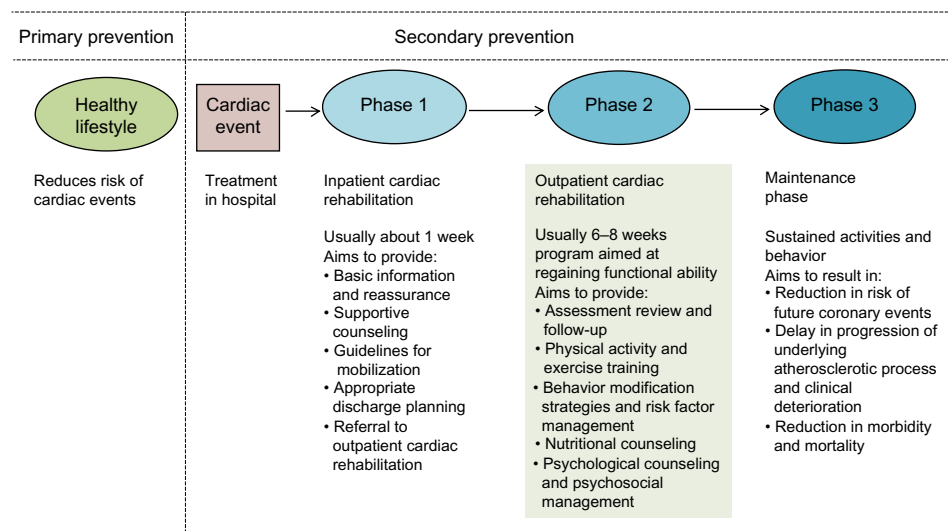 Primary prevention
Secondary prevention
Healthy
lifestyle
Cardiac
event
Phase 1
Phase 2
Phase 3
Reduces risk of
cardiac events
Treatment
in hospital
Inpatient cardiac
rehabilitation
Usually about 1 week
Aims to provide:
• Basic information
and reassurance
• Supportive
counseling
• Guidelines for
mobilization
• Appropriate
discharge planning
• Referral to
outpatient cardiac
rehabilitation
Outpatient cardiac
rehabilitation
Usually 6–8 weeks
program aimed at
regaining functional ability
Aims to provide:
• Assessment review and
follow-up
• Physical activity and
exercise training
• Behavior modification
strategies and risk factor
management
• Nutritional counseling
• Psychological counseling
and psychosocial
management
Maintenance
phase
Sustained activities and
behavior
Aims to result in:
• Reduction in risk of
future coronary events
• Delay in progression of
underlying
atherosclerotic process
and clinical
deterioration
• Reduction in morbidity
and mortality